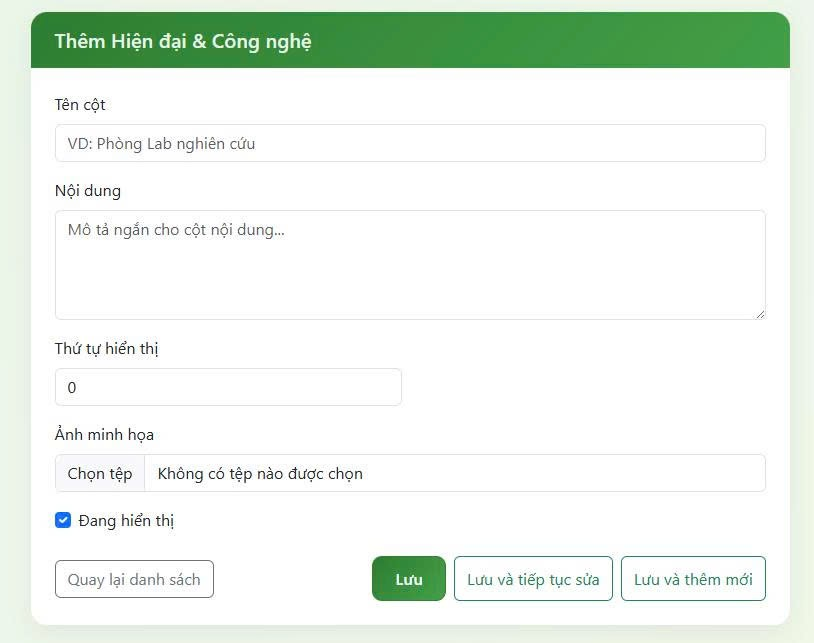 Thêm Hiện đại & Công nghệ
Tên cột
VD: Phòng Lab nghiên cứu
Nội dung
Mô tả ngắn cho cột nội dung...
Thứ tự hiển thị
0
Ảnh minh họa
Chọn tệp Không có tệp nào được chọn
Đang hiển thị
Quay lại danh sách Lưu Lưu và tiếp tục sửa Lưu và thêm mới